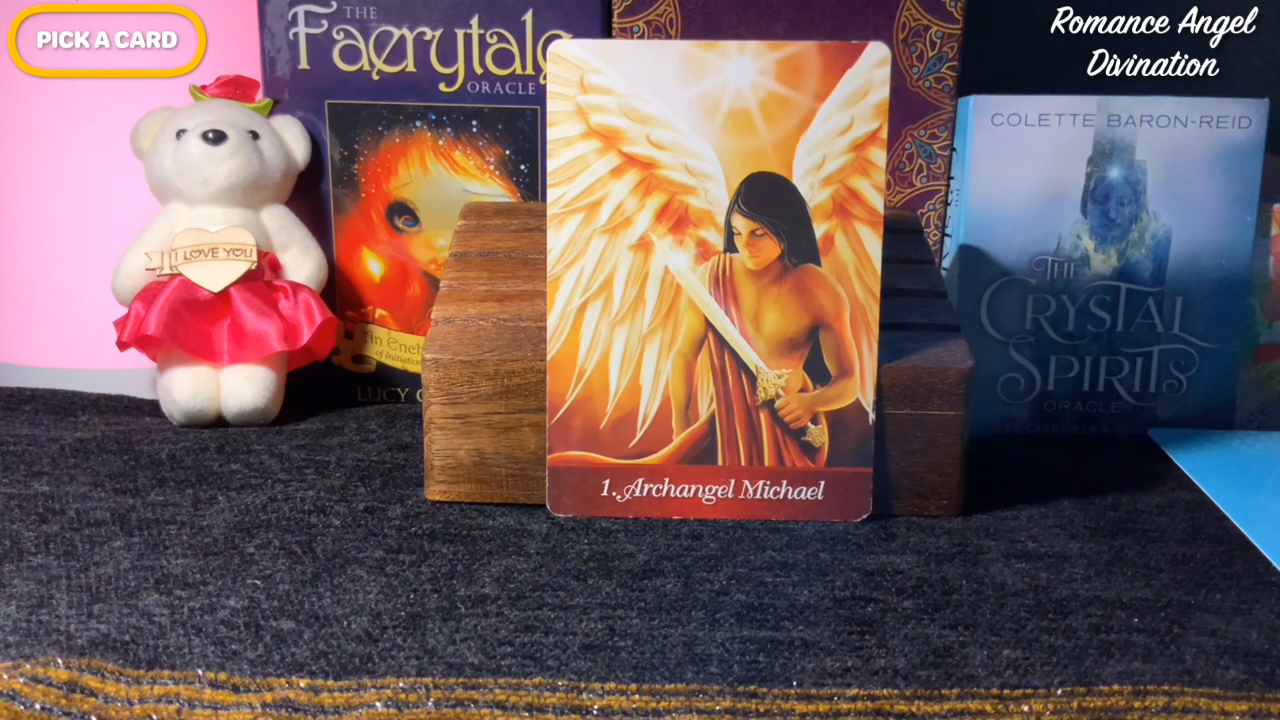 PICK A CARD
Romance Angel
Divination
THE
Faerytale
ORACLE
COLETTE BARON-REID
I LOVE YOU
THE
CRYSTAL
SPIRITS
ORACLE
An Ench
of Initiation
LUCY
1. Archangel Michael